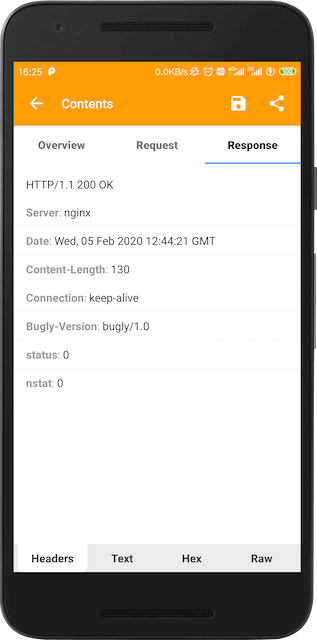 16:25 P 0.0KB/s 4G+ 3G 100
Contents
Overview Request Response
HTTP/1.1 200 OK
Server: nginx
Date: Wed, 05 Feb 2020 12:44:21 GMT
Content-Length: 130
Connection: keep-alive
Bugly-Version: bugly/1.0
status: 0
nstat: 0
Headers Text Hex Raw